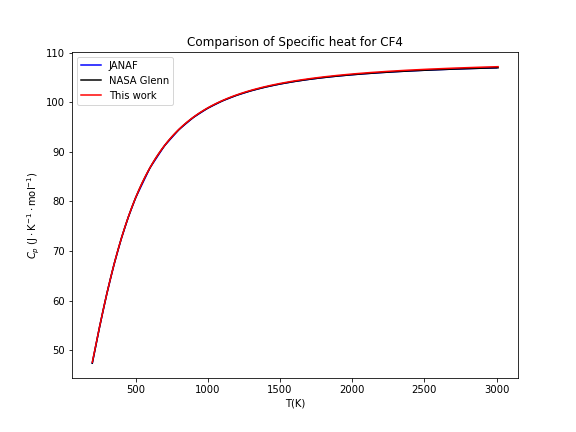 Comparison of Specific heat for CF4
JANAF
NASA Glenn
This work
110
100
90
80
70
60
50
Cₚ (J · K⁻¹ · mol⁻¹)
500
1000
1500
2000
2500
3000
T(K)